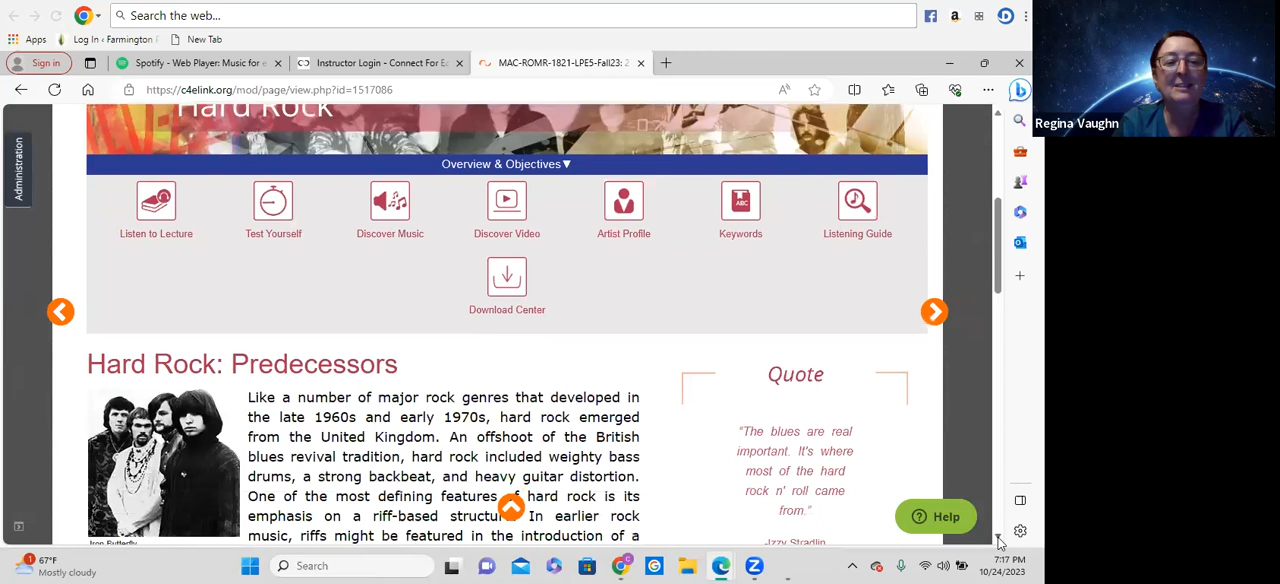 Search the web...
Apps
Log In ‹ Farmington
New Tab
Sign in
Spotify - Web Player: Music for e
Instructor Login - Connect For E
MAC-ROMR-1821-LPE5-Fall23: 2
https://c4elink.org/mod/page/view.php?id=1517086
Regina Vaughn
Administration
Hard Rock
Overview & Objectives▼
Listen to Lecture
Test Yourself
Discover Music
Discover Video
Artist Profile
Keywords
Listening Guide
Download Center
Hard Rock: Predecessors
Like a number of major rock genres that developed in
the late 1960s and early 1970s, hard rock emerged
from the United Kingdom. An offshoot of the British
blues revival tradition, hard rock included weighty bass
drums, a strong backbeat, and heavy guitar distortion.
One of the most defining features of hard rock is its
emphasis on a riff-based structure. In earlier rock
music, riffs might be featured in the introduction of a
Iron Butterfly
Quote
"The blues are real
important. It's where
most of the hard
rock n' roll came
from."
-Izzy Stradlin
Help
67°F
Mostly cloudy
Search
7:17 PM
10/24/2023